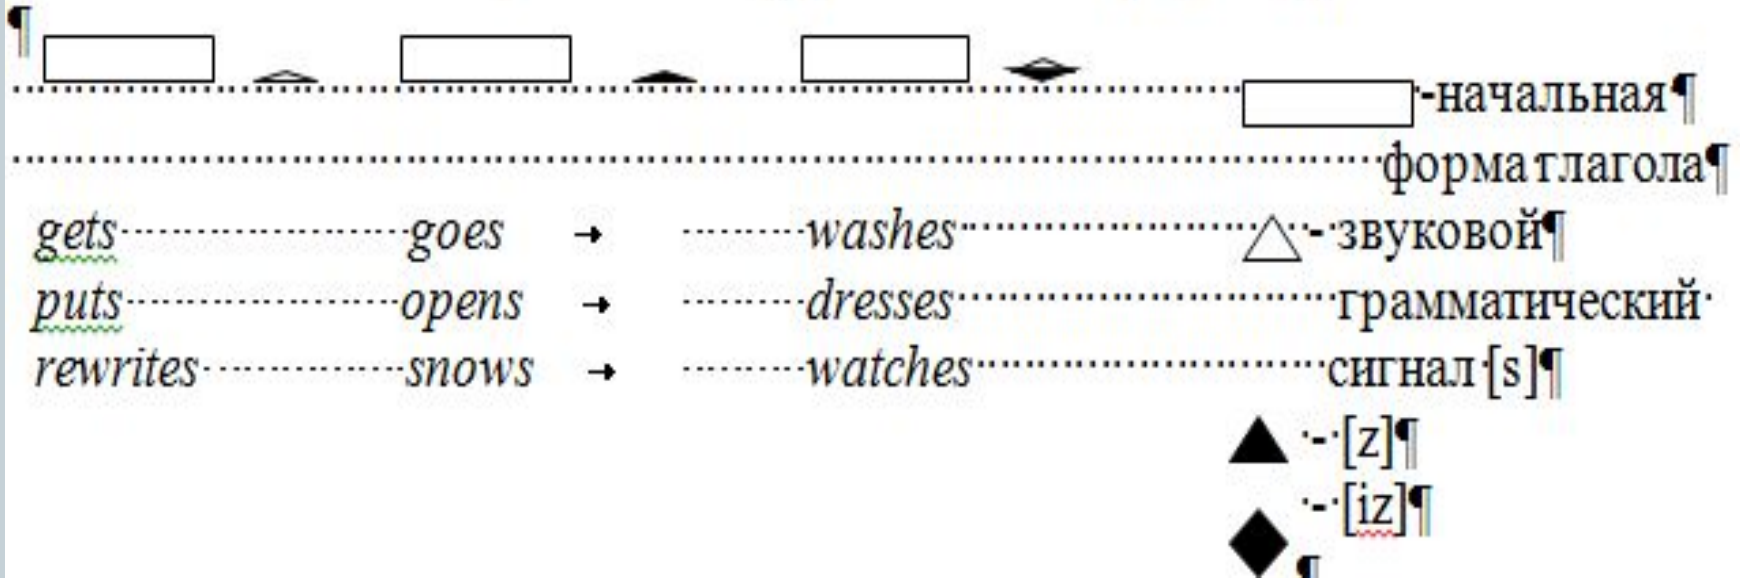 -начальная¶
форма глагола¶
gets goes → washes - звуковой¶
puts opens → dresses грамматический
rewrites snows → watches сигнал [s]¶
- [z]¶
- [iz]¶